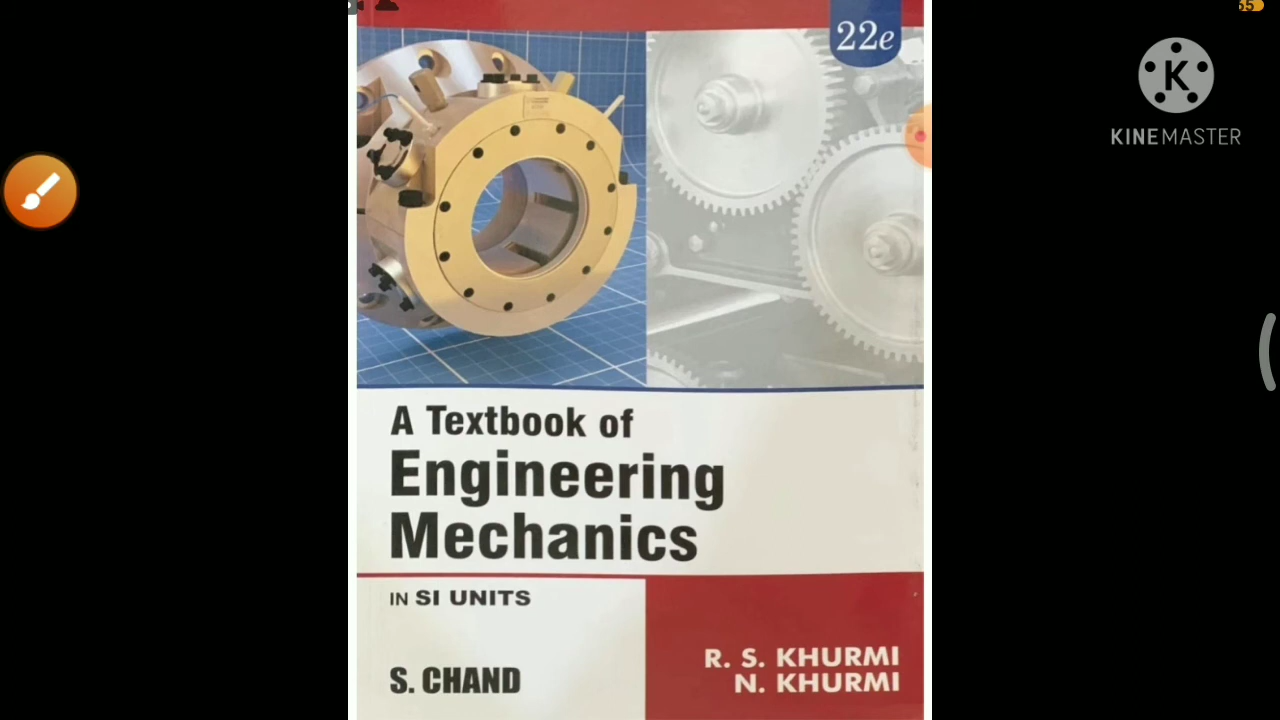 22e
K
KINEMASTER
A Textbook of
Engineering
Mechanics
IN SI UNITS
S. CHAND
R. S. KHURMI
N. KHURMI